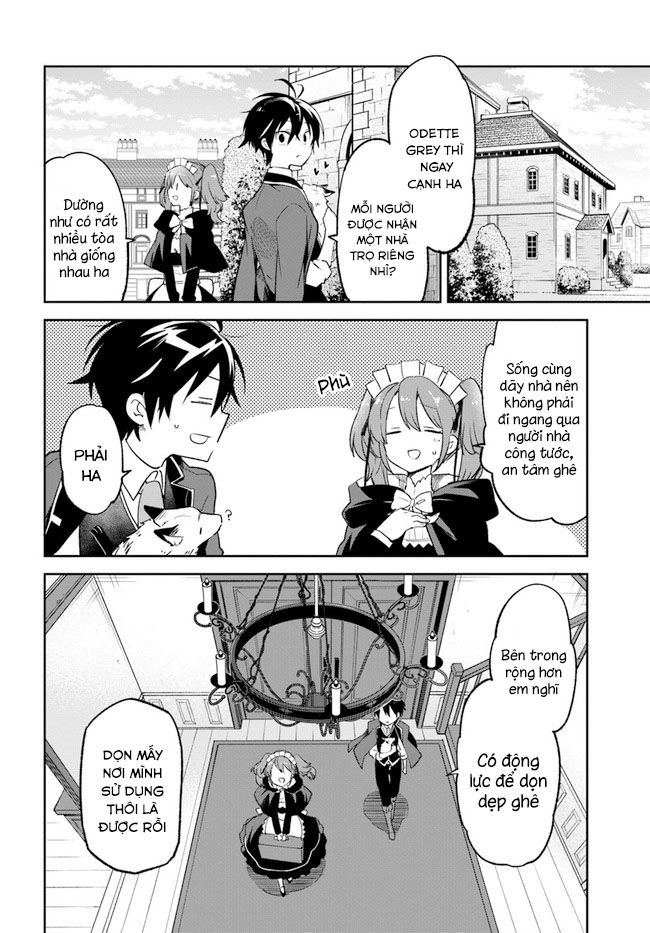 ODETTE
GREY THÌ
NGAY
CẠNH HA
MỖI NGƯỜI
ĐƯỢC NHẬN
MỘT NHÀ
TRỌ RIÊNG
NHỈ?
Dường
như có rất
nhiều tòa
nhà giống
nhau ha
Sống cùng
dãy nhà nên
không phải
đi ngang qua
người nhà
công tước,
an tâm ghê
Phù
PHẢI
HA
?
Bên trong
rộng hơn
em nghĩ
Có động
lực để dọn
dẹp ghê
DỌN MẤY
NƠI MÌNH
SỬ DỤNG
THÔI LÀ
ĐƯỢC RỒI